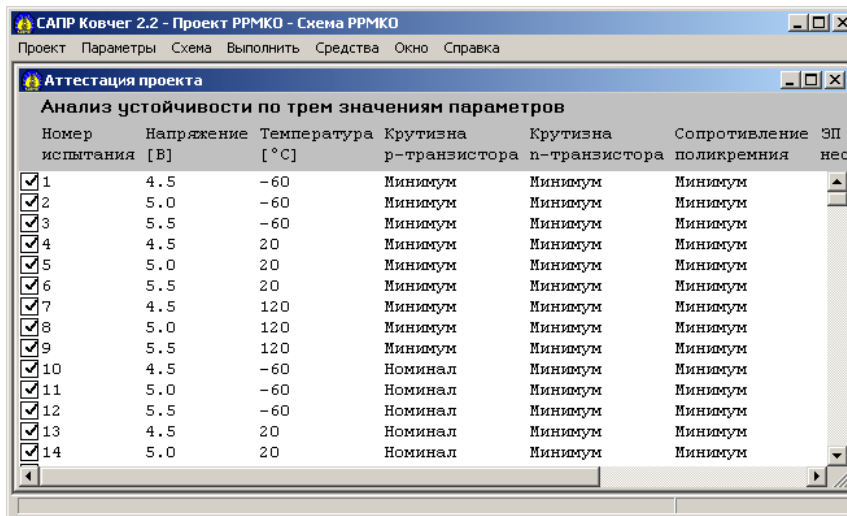 САПР Ковчег 2.2 - Проект РРМКО - Схема РРМКО
Проект Параметры Схема Выполнить Средства Окно Справка
Аттестация проекта
Анализ устойчивости по трем значениям параметров
Номер Напряжение Температура Крутизна Крутизна Сопротивление ЭП
испытания [В] [°C] р-транзистора n-транзистора поликремния нес
1 4.5 -60 Минимум Минимум Минимум
2 5.0 -60 Минимум Минимум Минимум
3 5.5 -60 Минимум Минимум Минимум
4 4.5 20 Минимум Минимум Минимум
5 5.0 20 Минимум Минимум Минимум
6 5.5 20 Минимум Минимум Минимум
7 4.5 120 Минимум Минимум Минимум
8 5.0 120 Минимум Минимум Минимум
9 5.5 120 Минимум Минимум Минимум
10 4.5 -60 Номинал Минимум Минимум
11 5.0 -60 Номинал Минимум Минимум
12 5.5 -60 Номинал Минимум Минимум
13 4.5 20 Номинал Минимум Минимум
14 5.0 20 Номинал Минимум Минимум